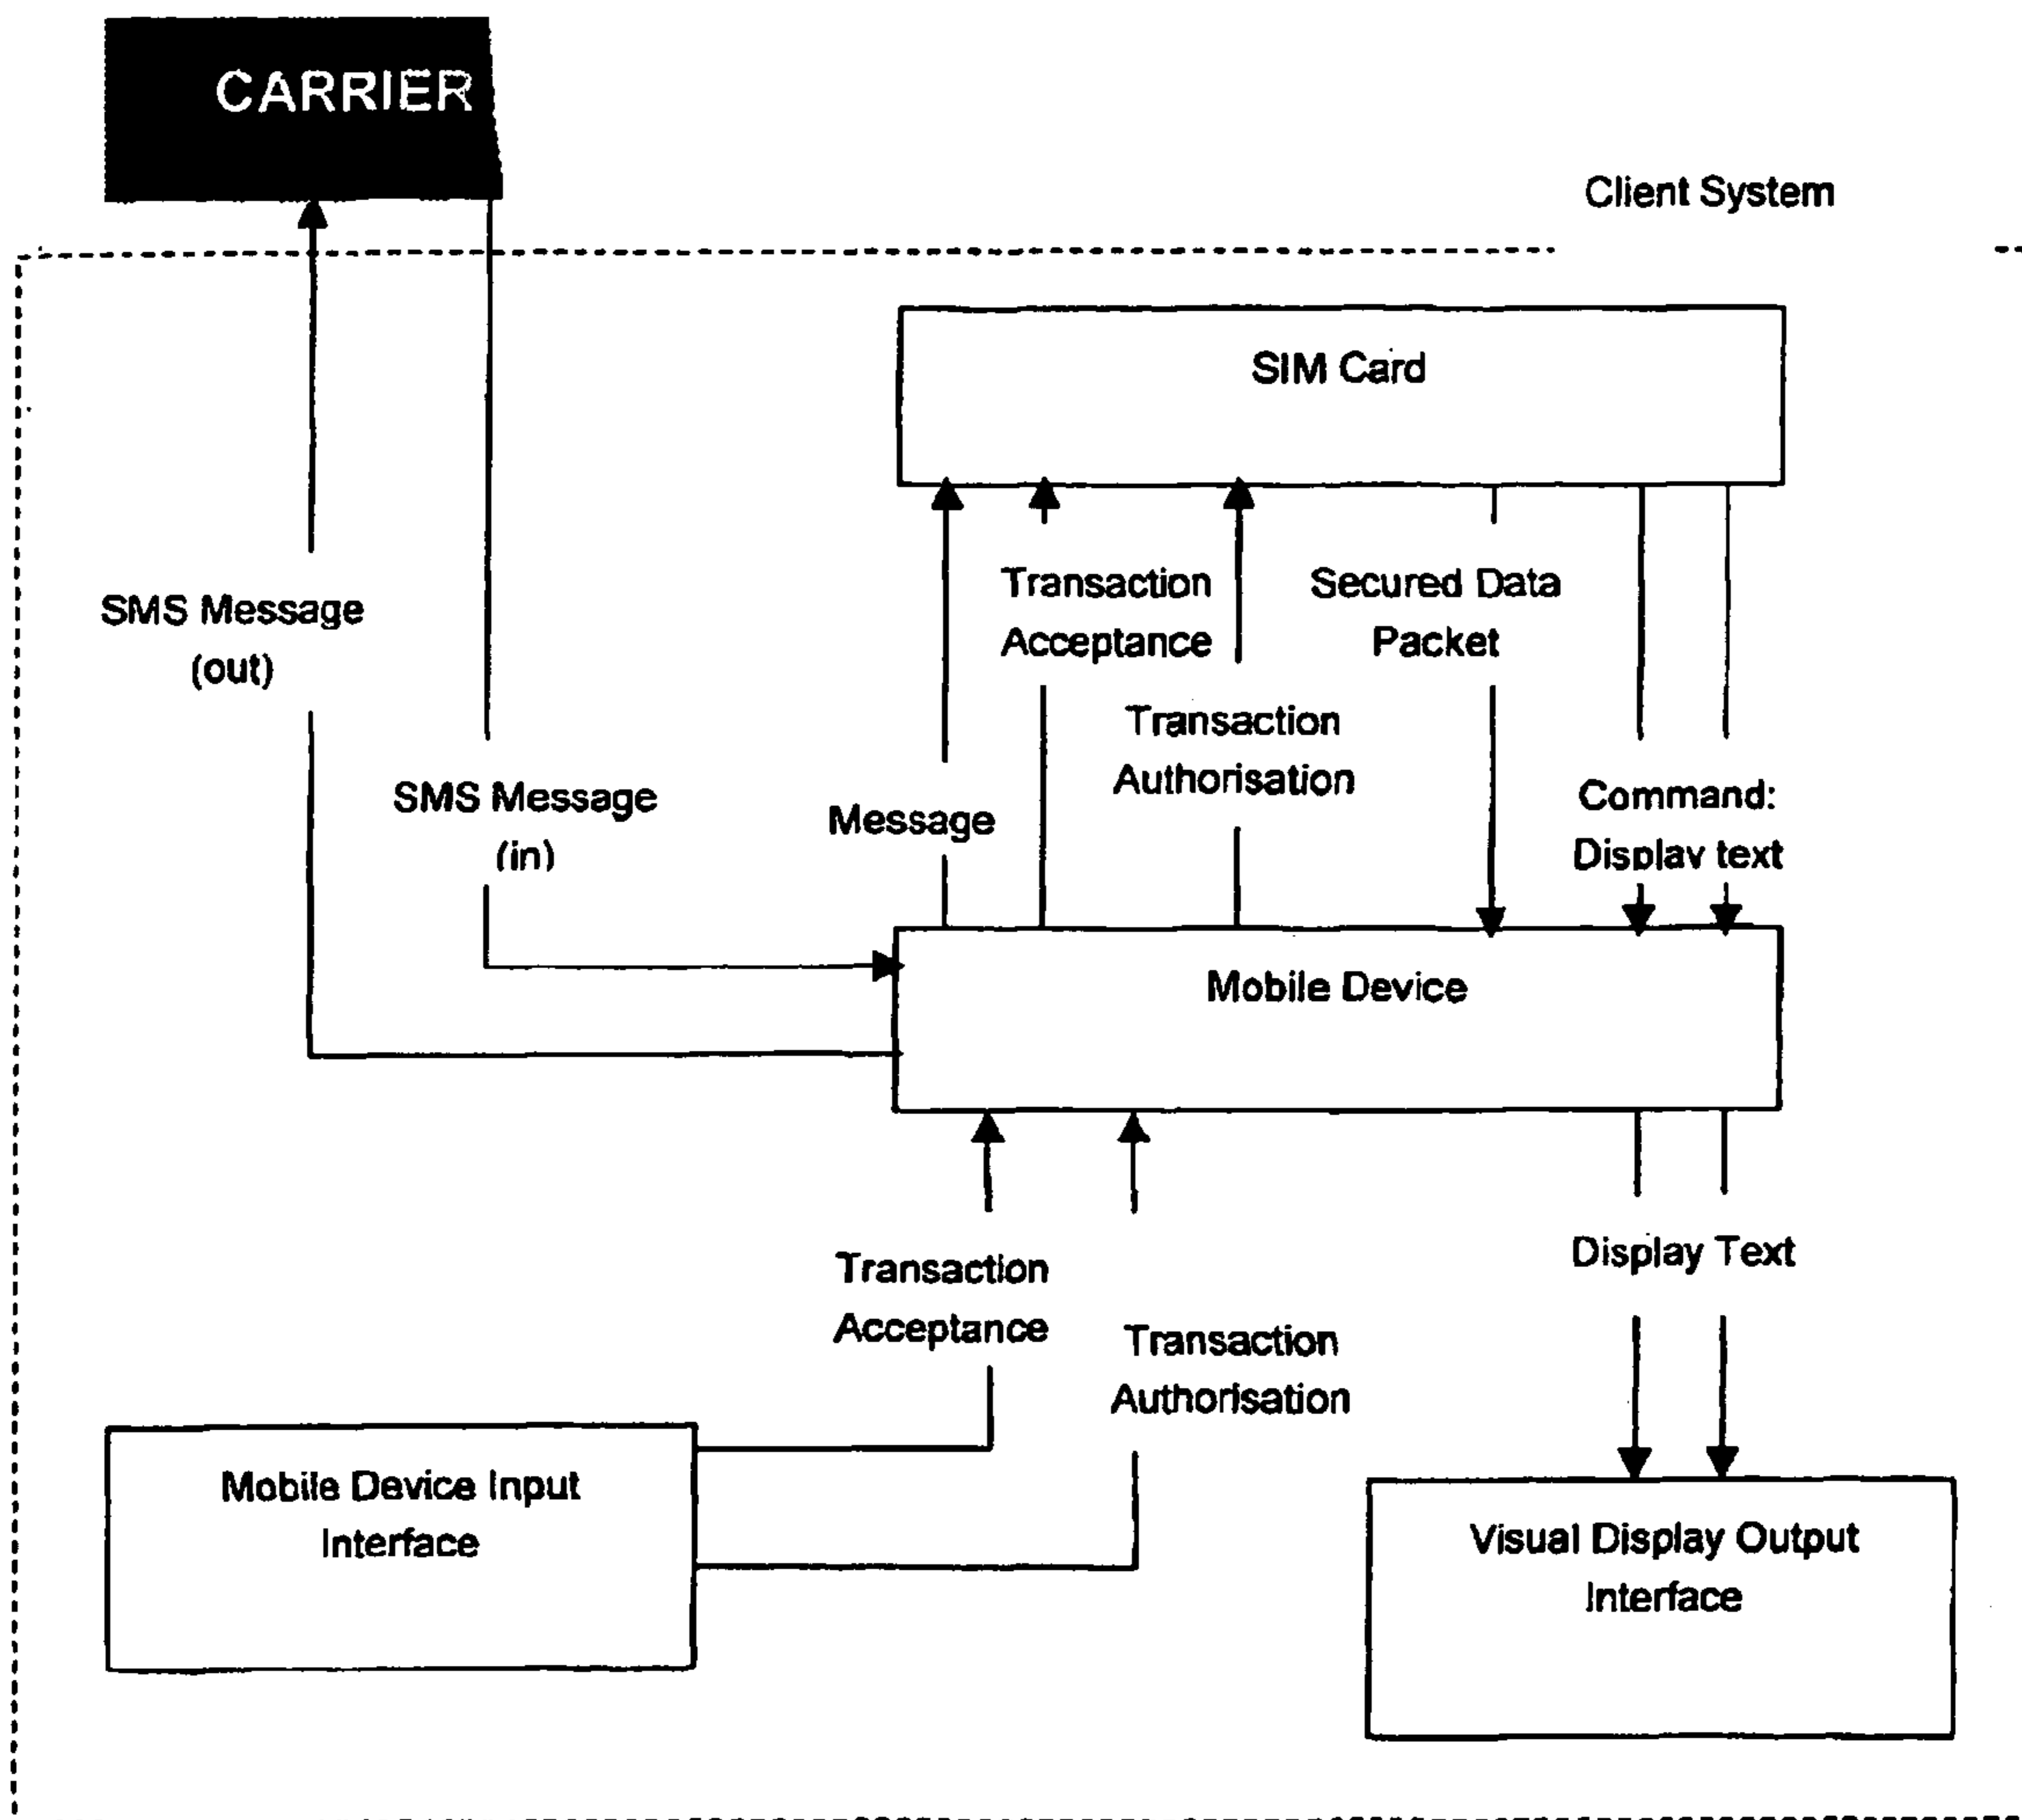 CARRIER
Client System
SIM Card
Transaction
Acceptance
Secured Data
Packet
SMS Message
(out)
Transaction
Authorisation
SMS Message
(in)
Message
Command:
Display text
Mobile Device
Transaction
Acceptance
Display Text
Transaction
Authorisation
Mobile Device Input
Interface
Visual Display Output
Interface